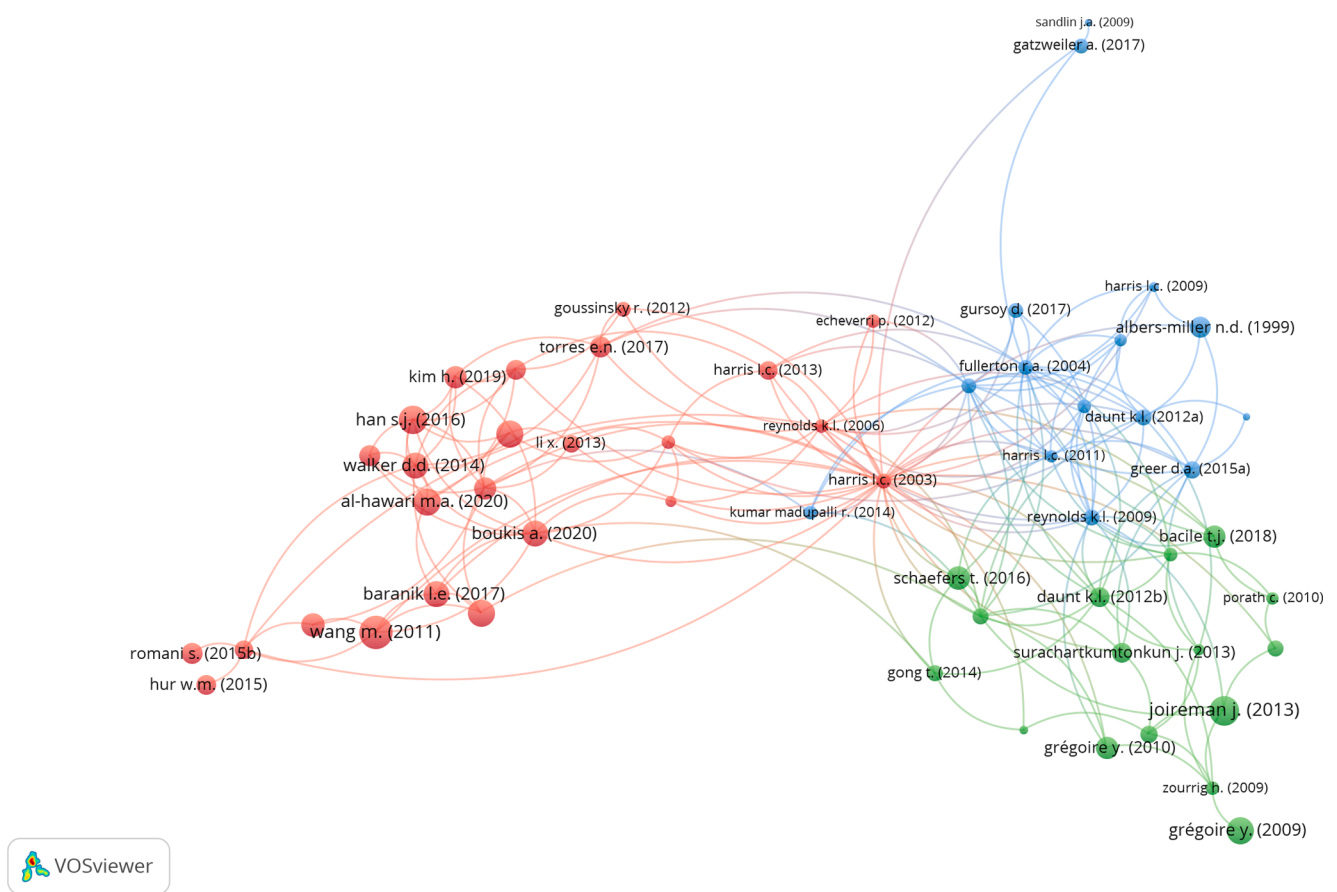 sandlin j.a. (2009)
gatzweiler a. (2017)
harris l.c. (2009)
goussinsky r. (2012)
gursoy d. (2017)
echeverri p. (2012)
albers-miller n.d. (1999)
torres e.n. (2017)
fullerton r.a. (2004)
harris l.c. (2013)
kim h. (2019)
han s.j. (2016)
daunt k.l. (2012a)
reynolds k.l. (2006)
li x. (2013)
harris l.c. (2011)
walker d.d. (2014)
greer d.a. (2015a)
harris l.c. (2003)
al-hawari m.a. (2020)
kumar madupalli r. (2014)
reynolds k.l. (2009)
boukis a. (2020)
bacile t.j. (2018)
schaefers t. (2016)
baranik l.e. (2017)
daunt k.l. (2012b)
porath c. (2010)
wang m. (2011)
romani s. (2015b)
surachartkumtonkun j. (2013)
gong t. (2014)
hur w.m. (2015)
joireman j. (2013)
grégoire y. (2010)
zourrig h. (2009)
grégoire y. (2009)
VOSviewer